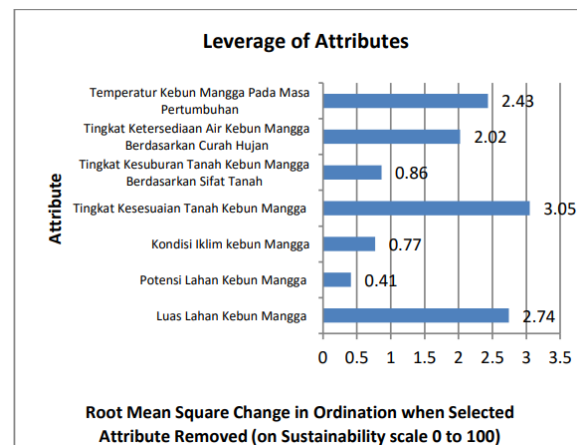 Leverage of Attributes
Attribute
Temperatur Kebun Mangga Pada Masa
Pertumbuhan
2.43
Tingkat Ketersediaan Air Kebun Mangga
Berdasarkan Curah Hujan
2.02
Tingkat Kesuburan Tanah Kebun Mangga
Berdasarkan Sifat Tanah
0.86
Tingkat Kesesuaian Tanah Kebun Mangga
3.05
Kondisi Iklim kebun Mangga
0.77
Potensi Lahan Kebun Mangga
0.41
Luas Lahan Kebun Mangga
2.74
0 0.5 1 1.5 2 2.5 3 3.5
Root Mean Square Change in Ordination when Selected
Attribute Removed (on Sustainability scale 0 to 100)